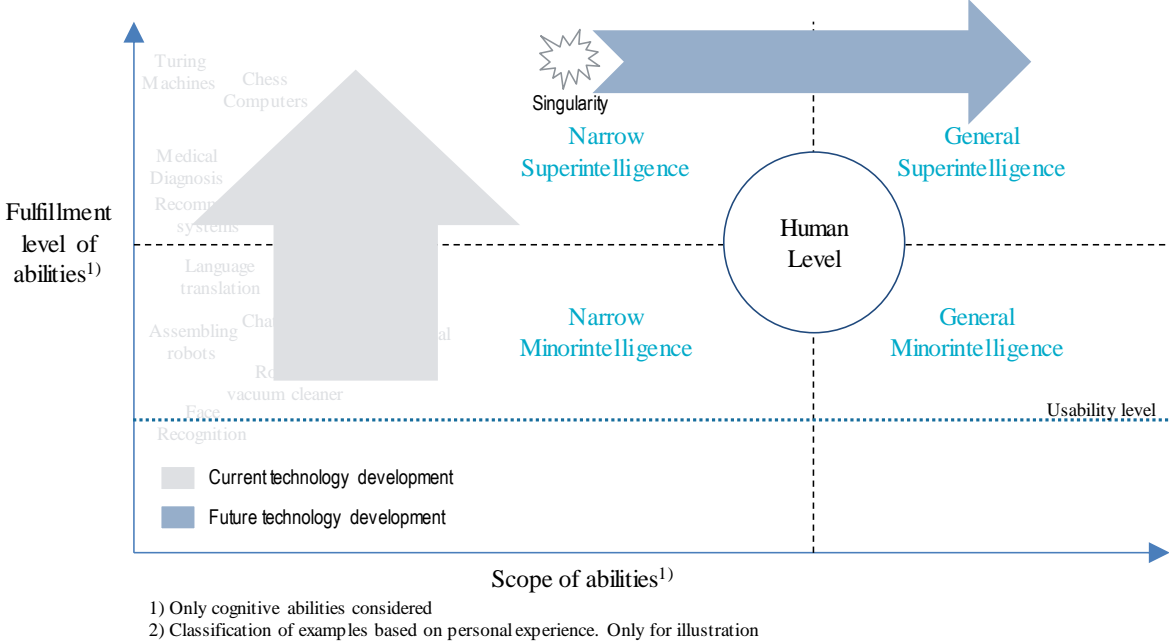 Turing
Machines
Chess
Computers
Singularity
Narrow
Superintelligence
General
Superintelligence
Medical
Diagnosis
systems
Fulfillment
level of
abilities1)
Human
Level
Language
translation
Assembling
robots
Narrow
Minorintelligence
General
Minorintelligence
vacuum cleaner
Face
Recognition
Usability level
Current technology development
Future technology development
Scope of abilities1)
1) Only cognitive abilities considered
2) Classification of examples based on personal experience. Only for illustration